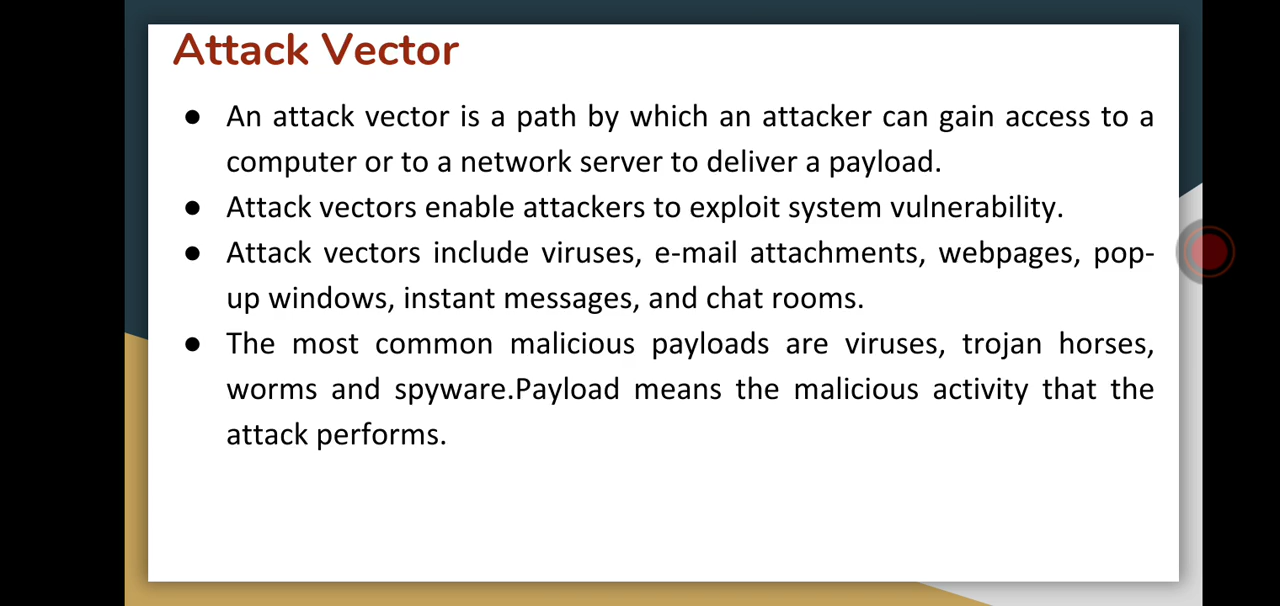 Attack Vector
● An attack vector is a path by which an attacker can gain access to a
computer or to a network server to deliver a payload.
● Attack vectors enable attackers to exploit system vulnerability.
● Attack vectors include viruses, e-mail attachments, webpages, pop-
up windows, instant messages, and chat rooms.
● The most common malicious payloads are viruses, trojan horses,
worms and spyware.Payload means the malicious activity that the
attack performs.